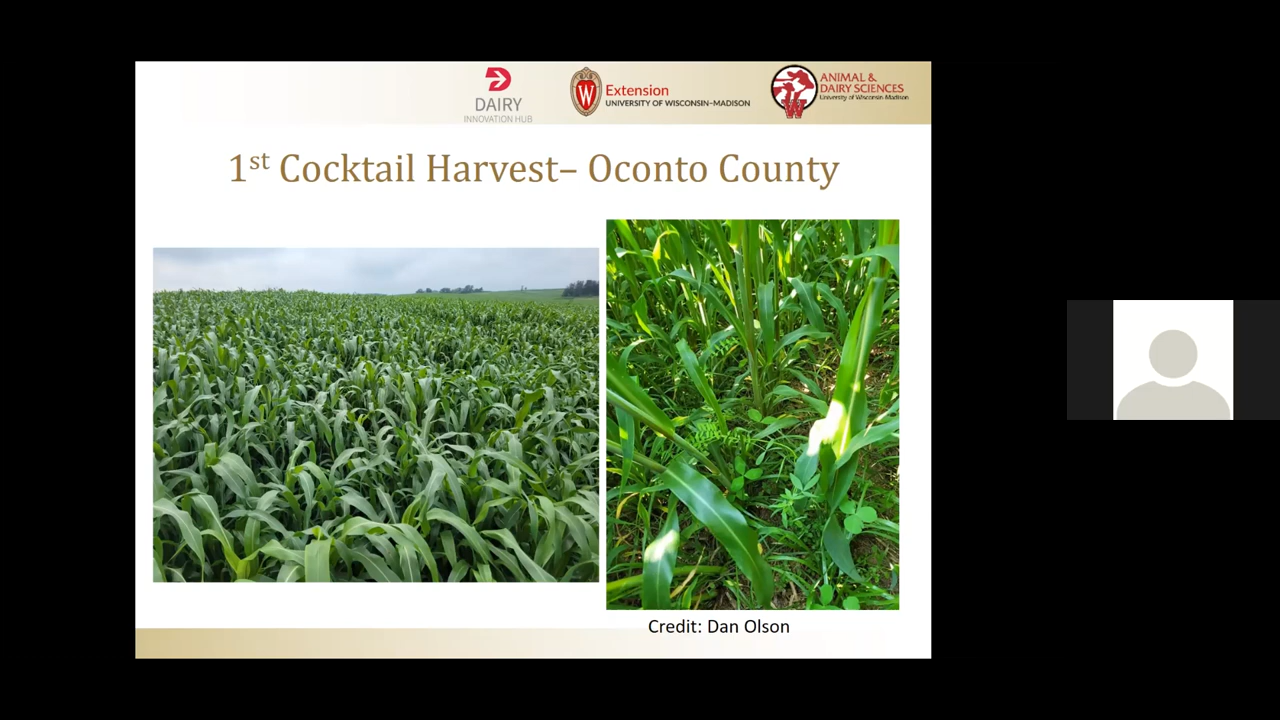 DAIRY
INNOVATION HUB
W
Extension
UNIVERSITY OF WISCONSIN–MADISON
W
ANIMAL &
DAIRY SCIENCES
University of Wisconsin-Madison
1st Cocktail Harvest– Oconto County
Credit: Dan Olson